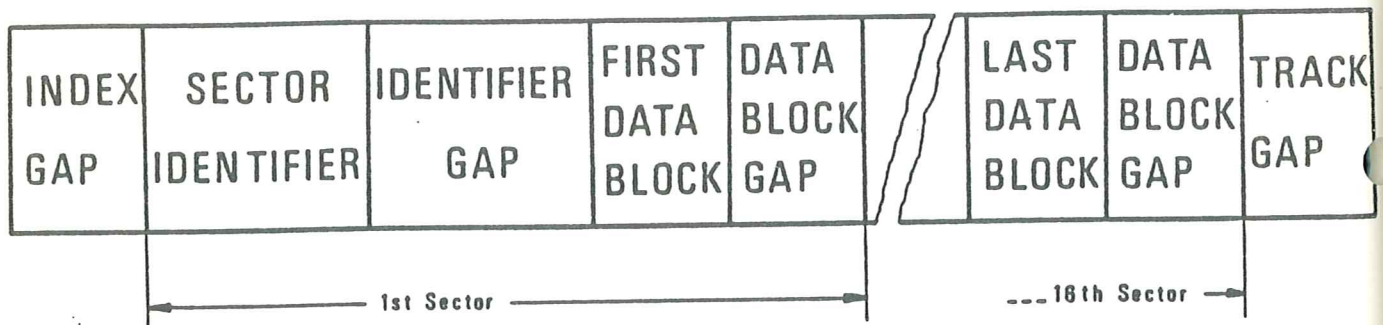 INDEX
GAP
SECTOR
IDENTIFIER
IDENTIFIER
GAP
FIRST
DATA
BLOCK
DATA
BLOCK
GAP
LAST
DATA
BLOCK
DATA
BLOCK
GAP
TRACK
GAP
1st Sector
---16th Sector